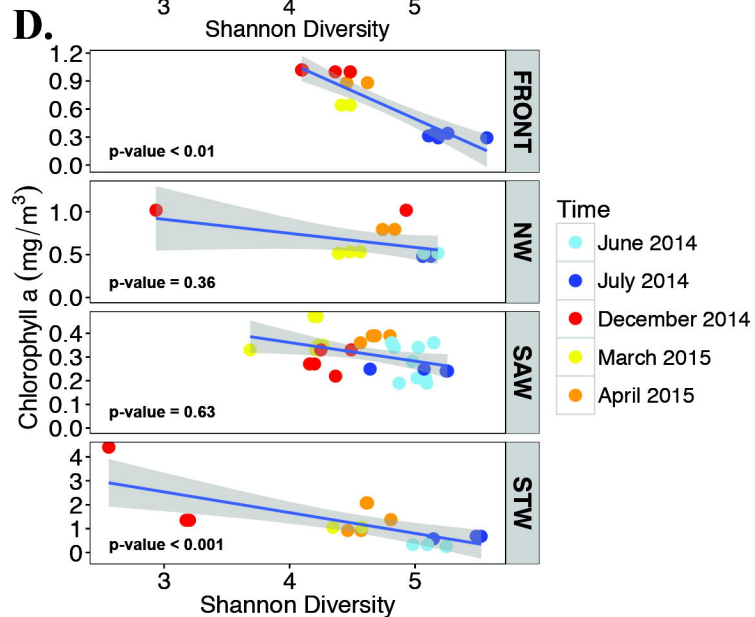 3 4 5
Shannon Diversity
D.
1.2
0.9
0.6
0.3
0.0
p-value < 0.01
FRONT
1.0
0.5
0.0
p-value = 0.36
NW
0.4
0.3
0.2
0.1
0.0
p-value = 0.63
SAW
4
3
2
1
0
p-value < 0.001
STW
Chlorophyll a (mg/m³)
3 4 5
Shannon Diversity
Time
June 2014
July 2014
December 2014
March 2015
April 2015